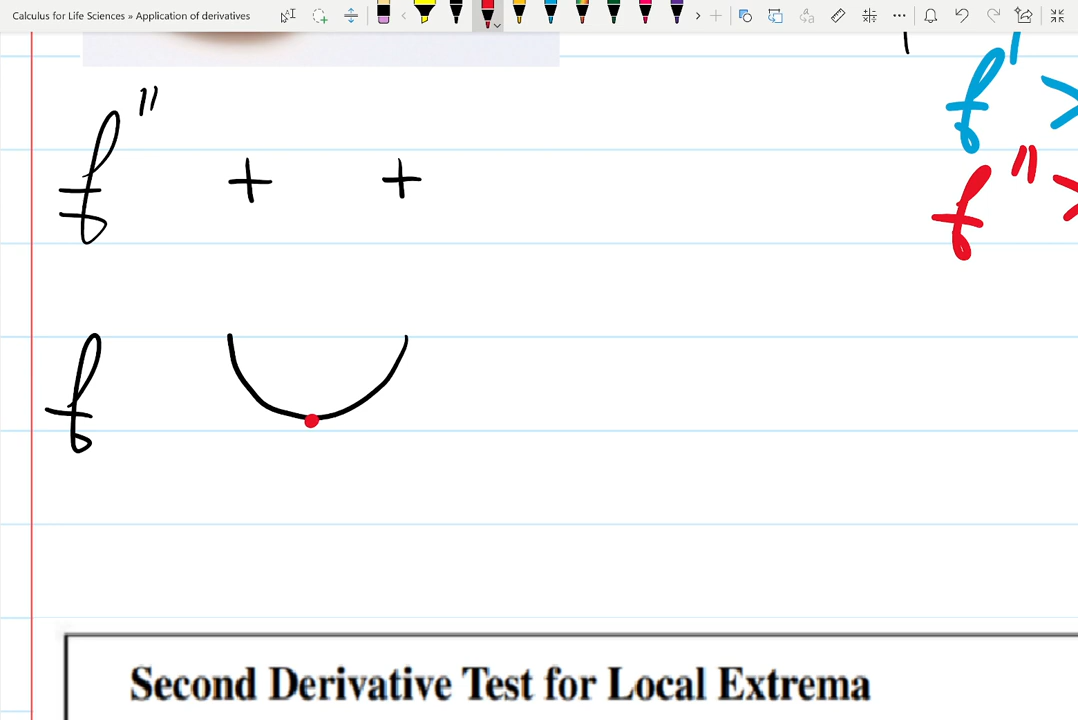 Calculus for Life Sciences » Application of derivatives
f' >
f'' + +
f'' >
f
Second Derivative Test for Local Extrema